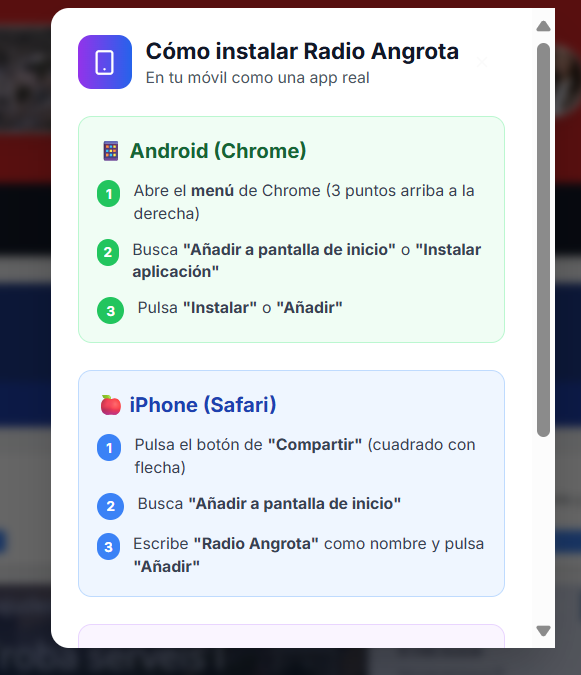 Cómo instalar Radio Angrota
En tu móvil como una app real
Android (Chrome)
1 Abre el menú de Chrome (3 puntos arriba a la
derecha)
2 Busca "Añadir a pantalla de inicio" o "Instalar
aplicación"
3 Pulsa "Instalar" o "Añadir"
iPhone (Safari)
1 Pulsa el botón de "Compartir" (cuadrado con
flecha)
2 Busca "Añadir a pantalla de inicio"
3 Escribe "Radio Angrota" como nombre y pulsa
"Añadir"